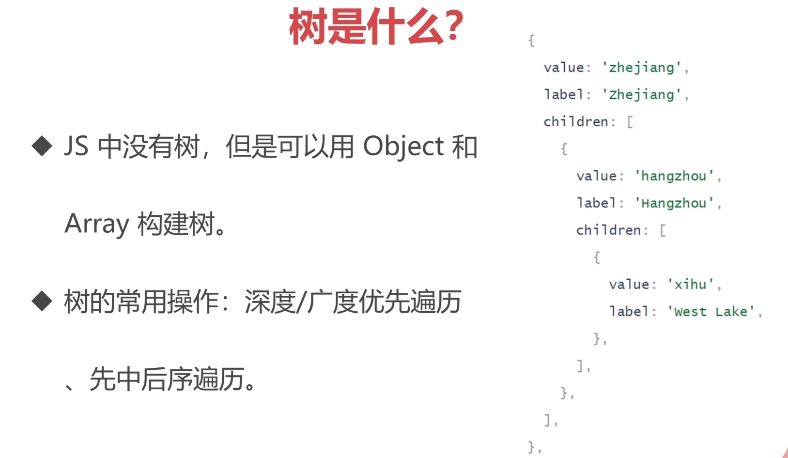 树是什么？
◆ JS 中没有树，但是可以用 Object 和
Array 构建树。
◆ 树的常用操作：深度/广度优先遍历
、先中后序遍历。
{
  value: 'zhejiang',
  label: 'Zhejiang',
  children: [
    {
      value: 'hangzhou',
      label: 'Hangzhou',
      children: [
        {
          value: 'xihu',
          label: 'West Lake',
        },
      ],
    },
  ],
},